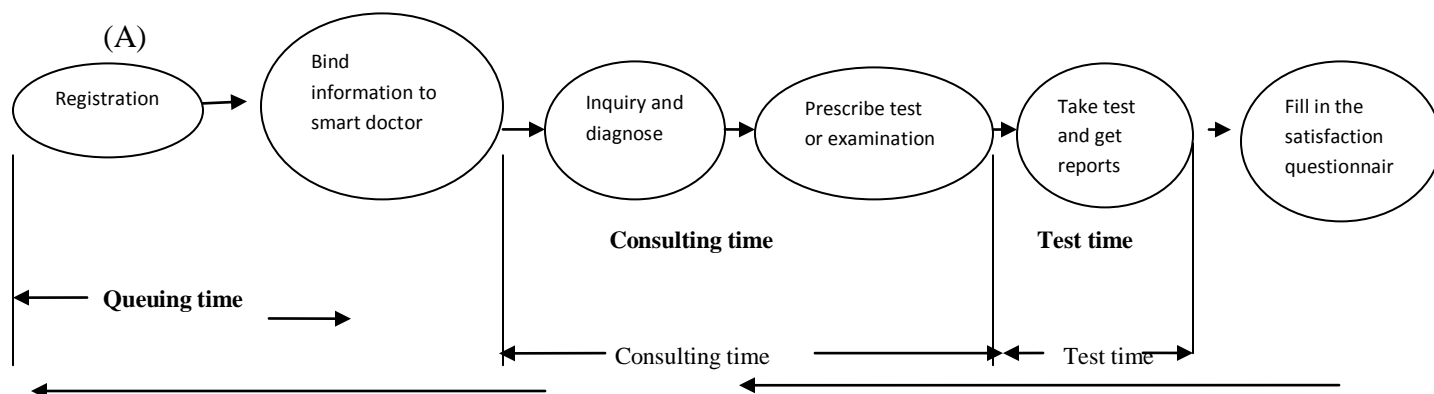 (A)
Registration
Bind
information to
smart doctor
Inquiry and
diagnose
Prescribe test
or examination
Take test
and get
reports
Fill in the
satisfaction
questionnair
Consulting time
Test time
Queuing time
Consulting time
Test time